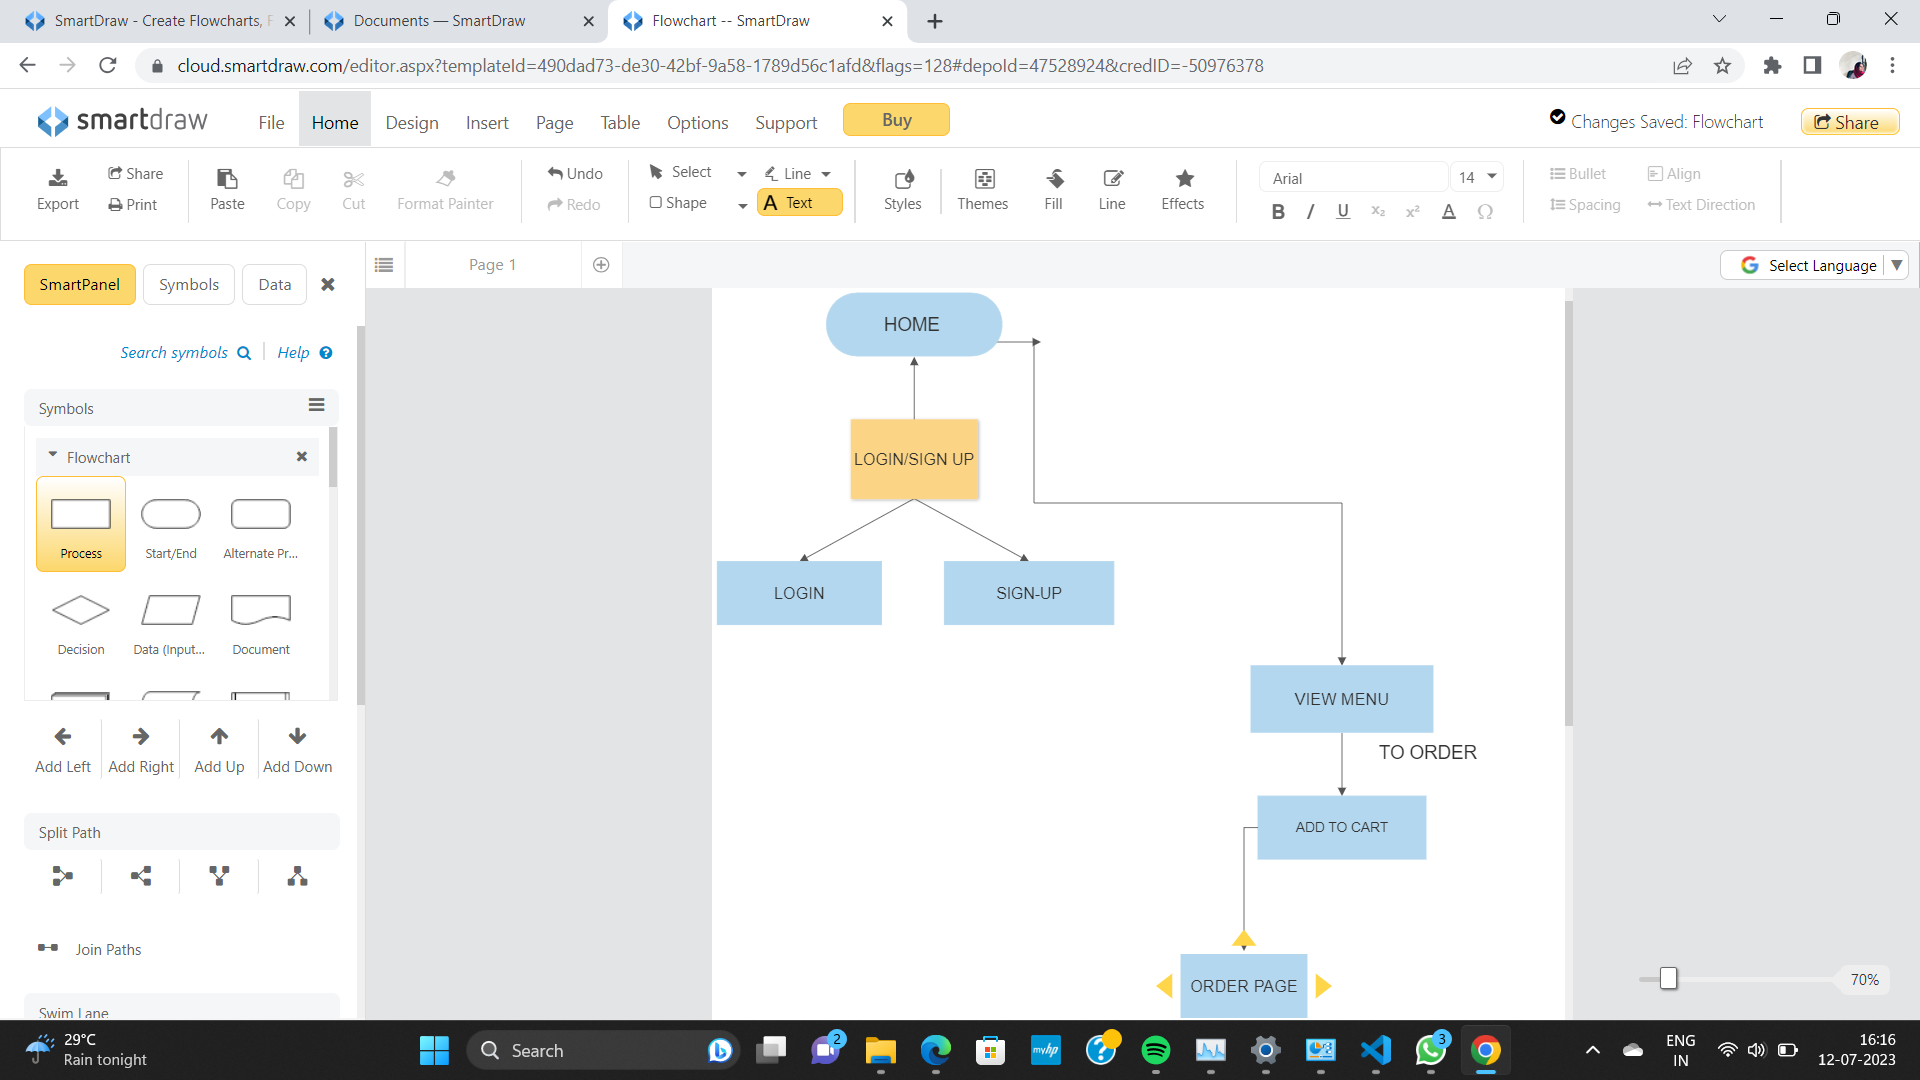 SmartDraw - Create Flowcharts, F
Documents — SmartDraw
Flowchart -- SmartDraw
cloud.smartdraw.com/editor.aspx?templateId=490dad73-de30-42bf-9a58-1789d56c1afd&flags=128#depoId=47528924&credID=-50976378
smartdraw
File
Home
Design
Insert
Page
Table
Options
Support
Buy
Changes Saved: Flowchart
Share
Export
Share
Print
Paste
Copy
Cut
Format Painter
Undo
Redo
Select
Shape
Line
A Text
Styles
Themes
Fill
Line
Effects
Arial
14
B I U x₂ x² A Ω
Bullet
Spacing
Align
Text Direction
SmartPanel
Symbols
Data
Page 1
Select Language
Search symbols
Help
Symbols
Flowchart
Process
Start/End
Alternate Pr...
Decision
Data (Input...
Document
Add Left
Add Right
Add Up
Add Down
Split Path
Join Paths
Swim Lane
HOME
LOGIN/SIGN UP
LOGIN
SIGN-UP
VIEW MENU
TO ORDER
ADD TO CART
ORDER PAGE
70%
29°C
Rain tonight
Search
2
myhp
3
ENG
IN
16:16
12-07-2023